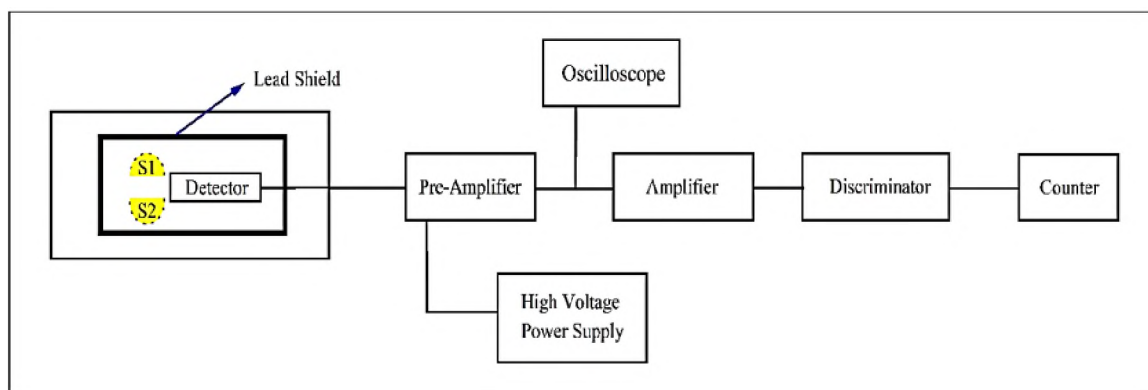 Oscilloscope
Lead Shield
S1
S2
Detector
Pre-Amplifier
Amplifier
Discriminator
Counter
High Voltage
Power Supply